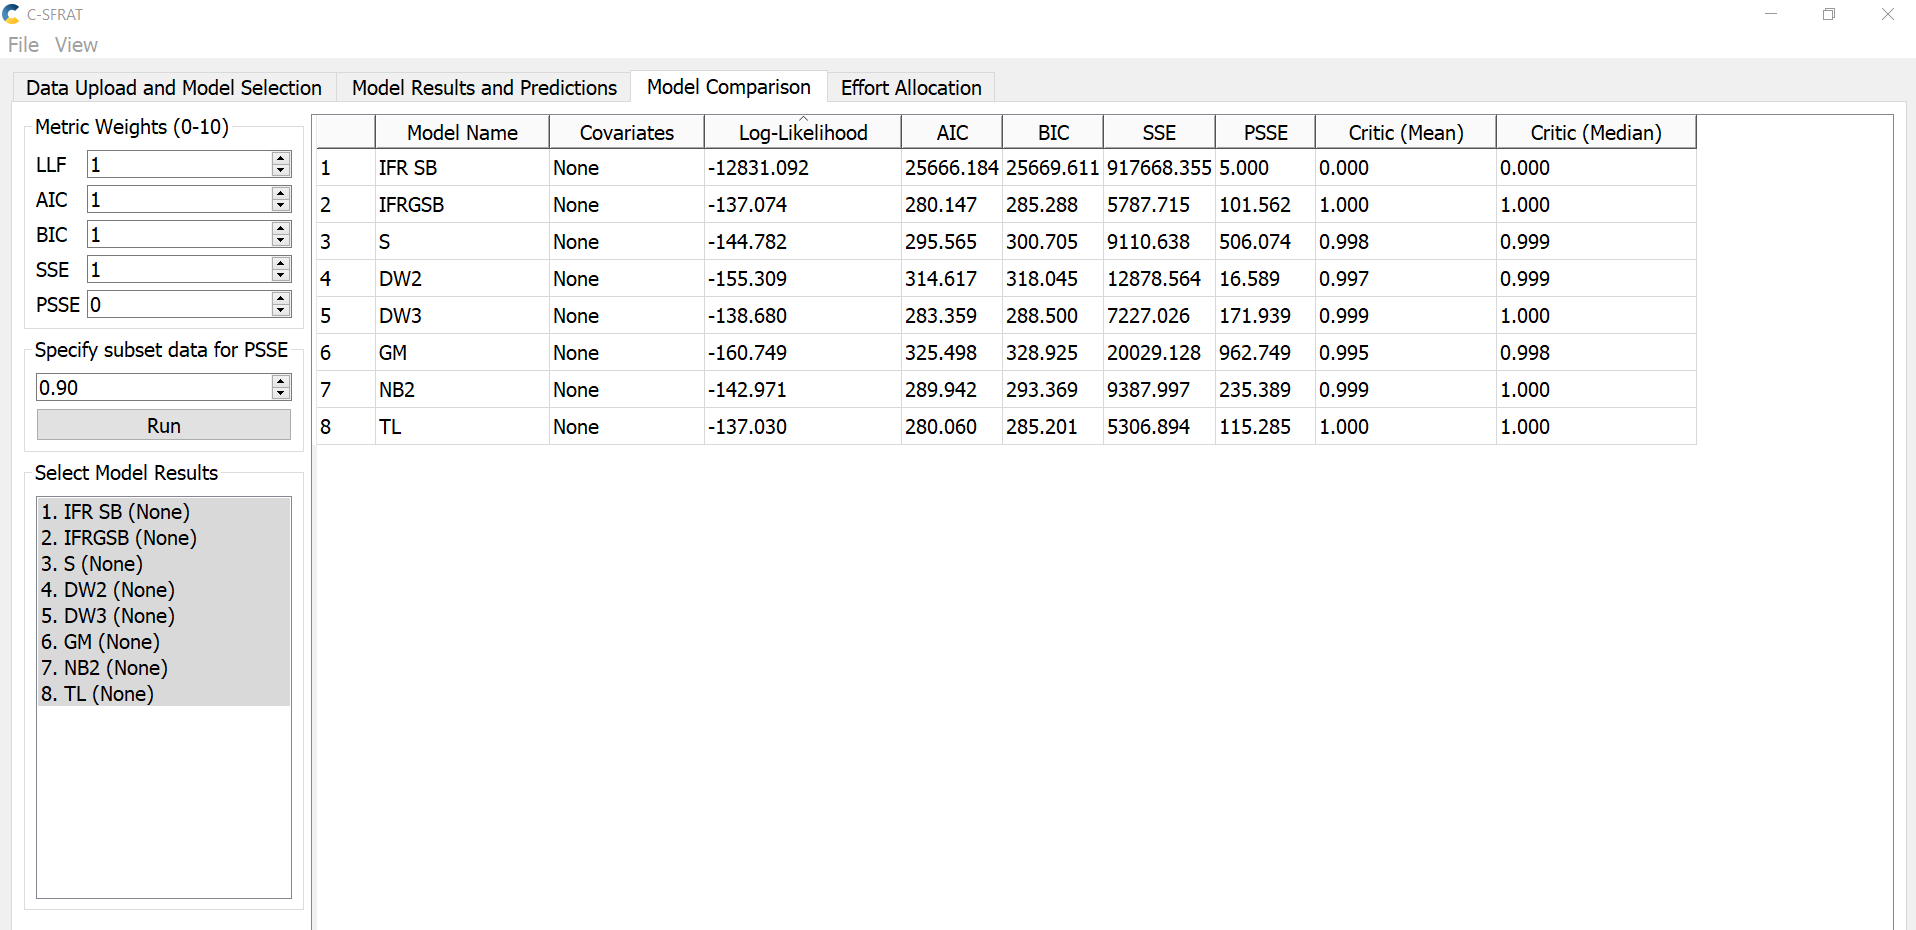 C-SFRAT
File View
Data Upload and Model Selection Model Results and Predictions Model Comparison Effort Allocation
Metric Weights (0-10)
LLF 1
AIC 1
BIC 1
SSE 1
PSSE 0
Specify subset data for PSSE
0.90
Run
Select Model Results
1. IFR SB (None)
2. IFRGSB (None)
3. S (None)
4. DW2 (None)
5. DW3 (None)
6. GM (None)
7. NB2 (None)
8. TL (None)
Model Name Covariates Log-Likelihood AIC BIC SSE PSSE Critic (Mean) Critic (Median)
1 IFR SB None -12831.092 25666.184 25669.611 917668.355 5.000 0.000 0.000
2 IFRGSB None -137.074 280.147 285.288 5787.715 101.562 1.000 1.000
3 S None -144.782 295.565 300.705 9110.638 506.074 0.998 0.999
4 DW2 None -155.309 314.617 318.045 12878.564 16.589 0.997 0.999
5 DW3 None -138.680 283.359 288.500 7227.026 171.939 0.999 1.000
6 GM None -160.749 325.498 328.925 20029.128 962.749 0.995 0.998
7 NB2 None -142.971 289.942 293.369 9387.997 235.389 0.999 1.000
8 TL None -137.030 280.060 285.201 5306.894 115.285 1.000 1.000